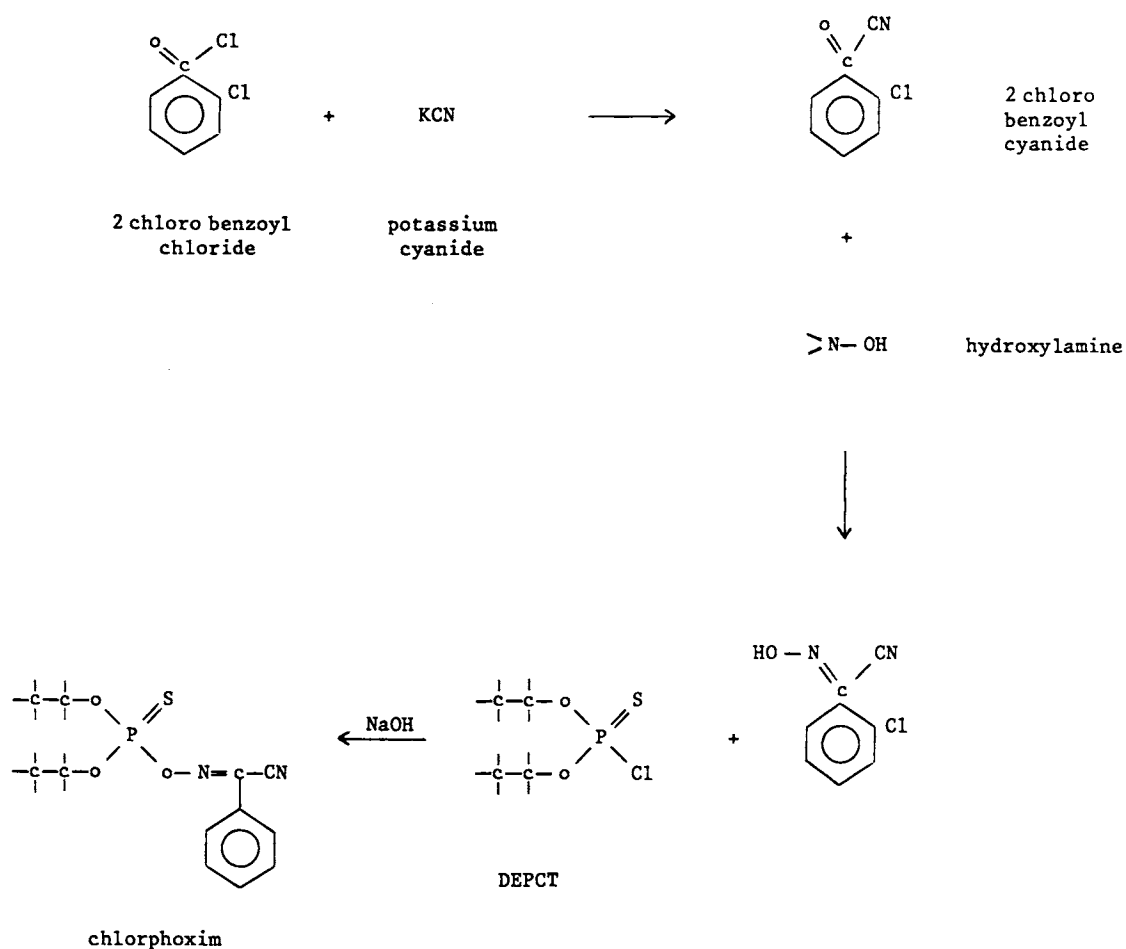 O
Cl
C
Cl
+
KCN
2 chloro benzoyl
chloride
potassium
cyanide
O
CN
C
Cl
2 chloro
benzoyl
cyanide
+
N—OH
hydroxylamine
HO—N
CN
C
Cl
+
-C-C-O
S
P
-C-C-O
Cl
DEPCT
NaOH
-C-C-O
S
P
-C-C-O
O—N=C—CN
chlorphoxim